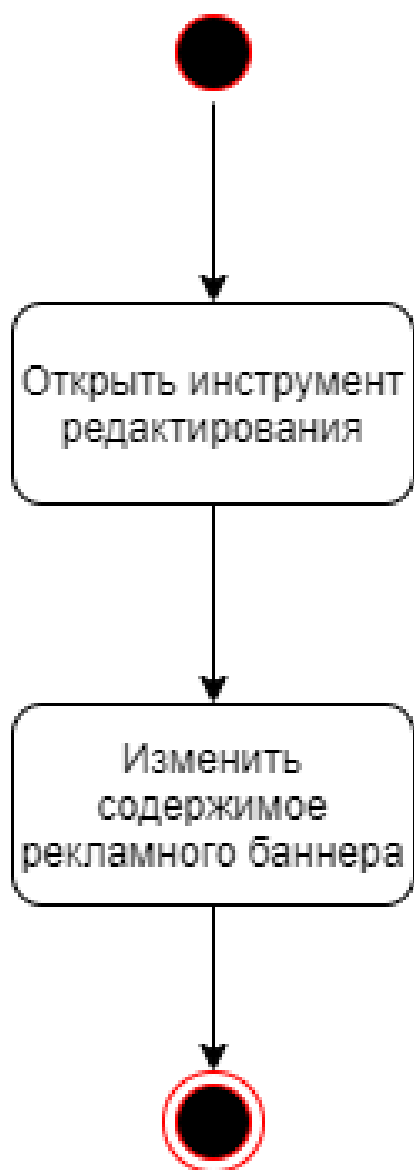 Открыть инструмент
редактирования
Изменить
содержимое
рекламного баннера